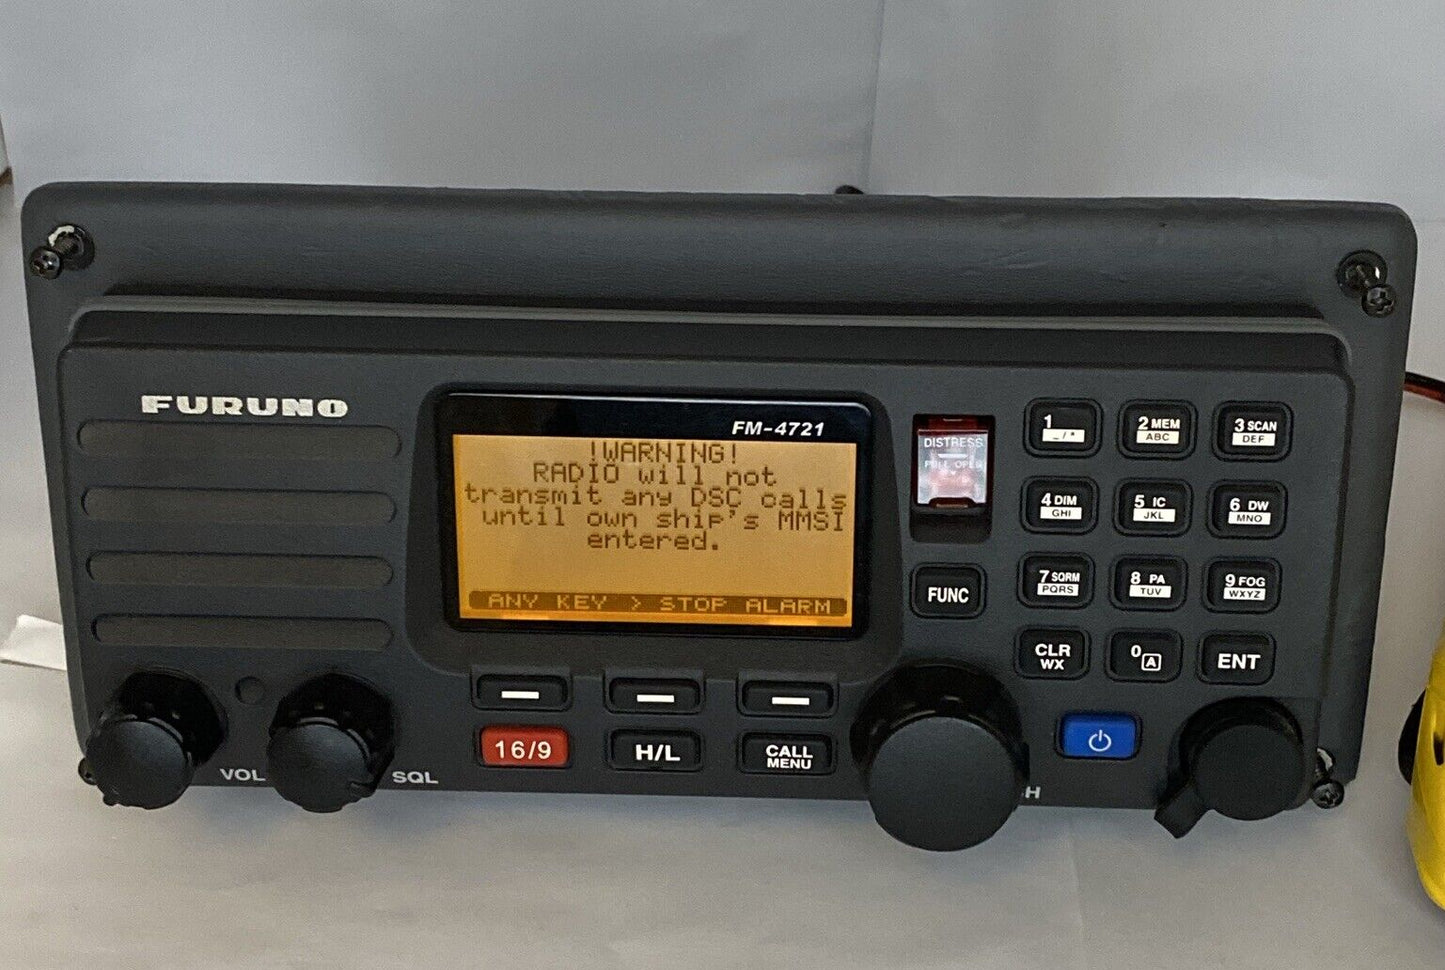 FURUNO
FM-4721
!WARNING!
RADIO will not
transmit any DSC calls
until own ship's MMSI
entered.
ANY KEY > STOP ALARM
DISTRESS
PULL OPEN
1 _/*
2 MEM ABC
3 SCAN DEF
4 DIM GHI
5 IC JKL
6 DW MNO
FUNC
7 SQRM PQRS
8 PA TUV
9 FOG WXYZ
CLR WX
0 A
ENT
VOL
SQL
16/9
H/L
CALL
MENU